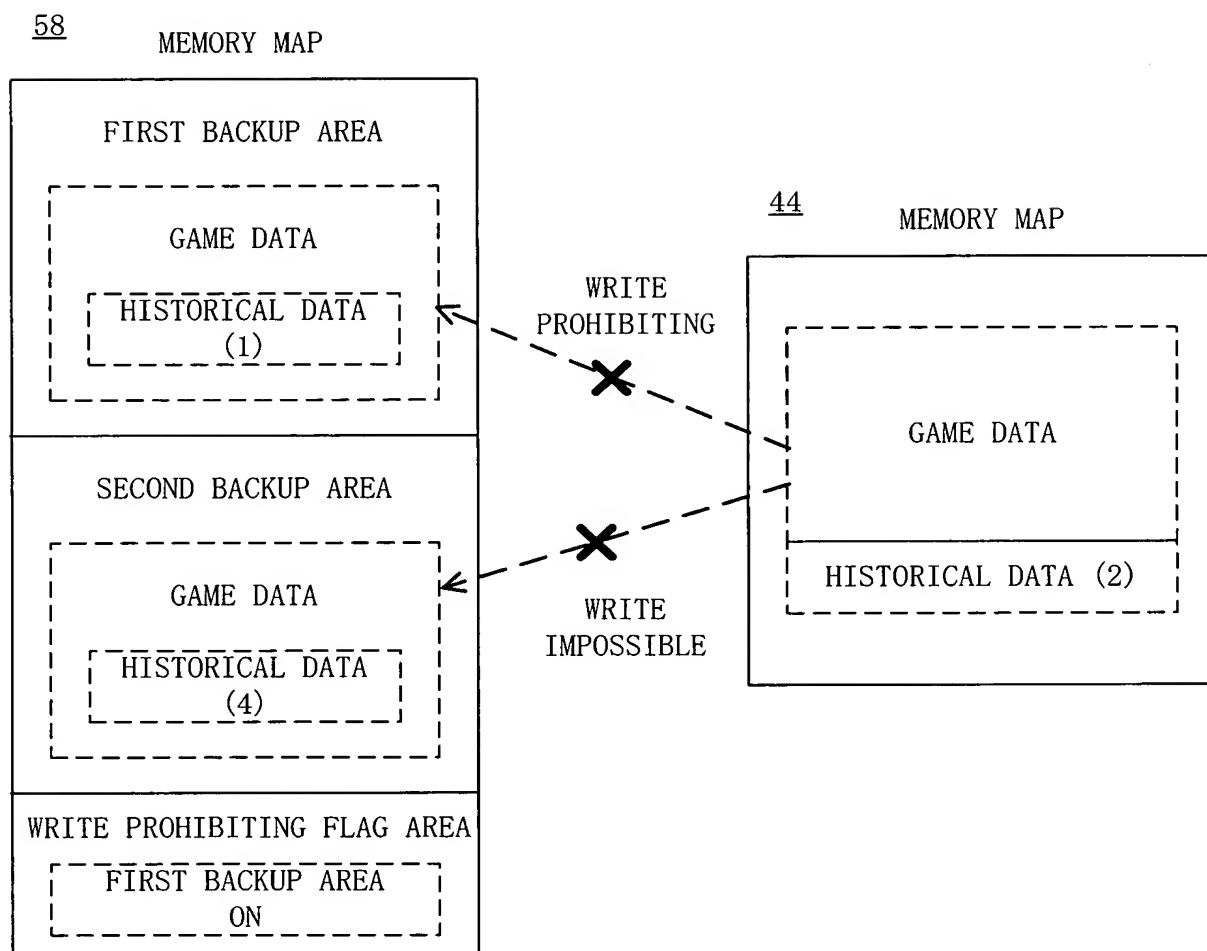 58
MEMORY MAP
FIRST BACKUP AREA
GAME DATA
HISTORICAL DATA
(1)
SECOND BACKUP AREA
GAME DATA
HISTORICAL DATA
(4)
WRITE PROHIBITING FLAG AREA
FIRST BACKUP AREA
ON
WRITE
PROHIBITING
WRITE
IMPOSSIBLE
44
MEMORY MAP
GAME DATA
HISTORICAL DATA (2)